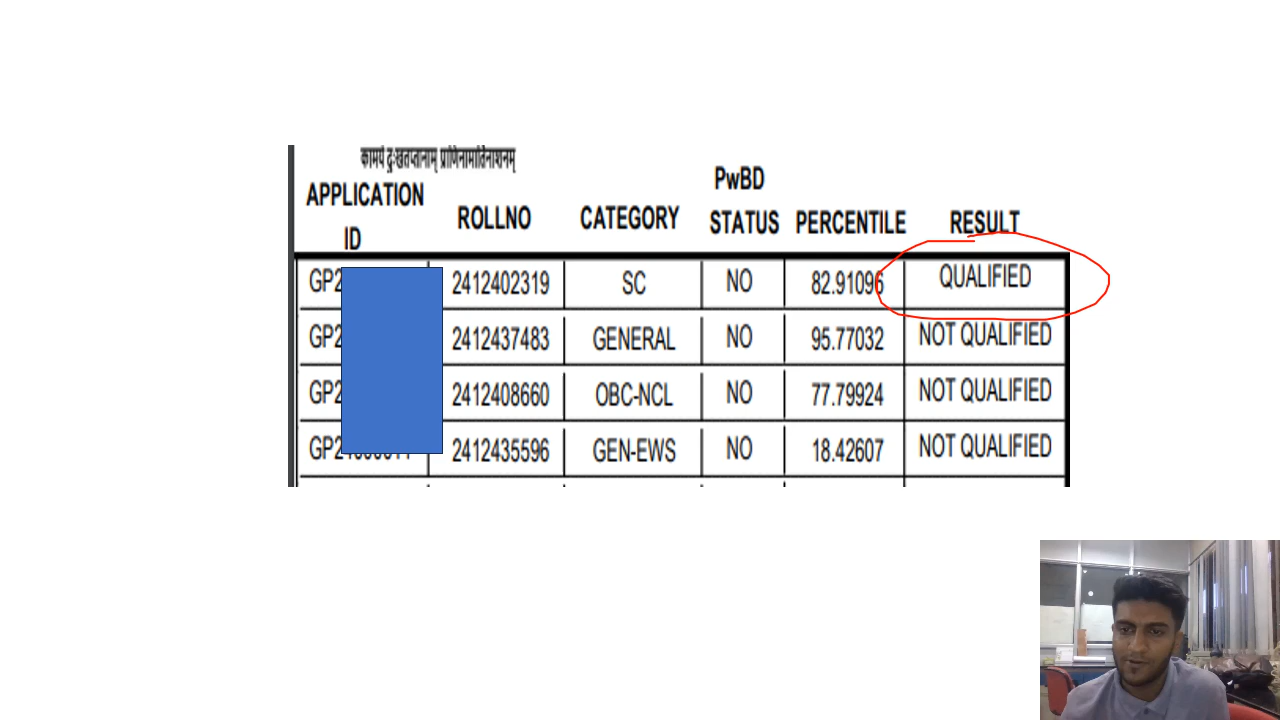 कामये दुःखतप्तानाम् प्राणिनामार्तिनाशनम्
APPLICATION ID ROLLNO CATEGORY PwBD STATUS PERCENTILE RESULT
GP2 2412402319 SC NO 82.91096 QUALIFIED
GP2 2412437483 GENERAL NO 95.77032 NOT QUALIFIED
GP2 2412408660 OBC-NCL NO 77.79924 NOT QUALIFIED
GP2 2412435596 GEN-EWS NO 18.42607 NOT QUALIFIED